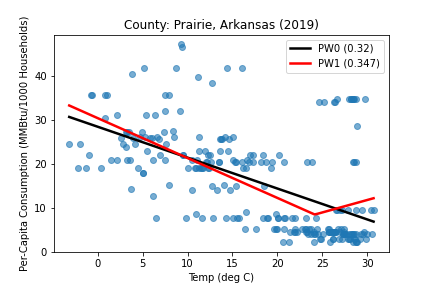 County: Prairie, Arkansas (2019)
PW0 (0.32)
PW1 (0.347)
Per-Capita Consumption (MMBtu/1000 Households)
40
30
20
10
0
0 5 10 15 20 25 30
Temp (deg C)